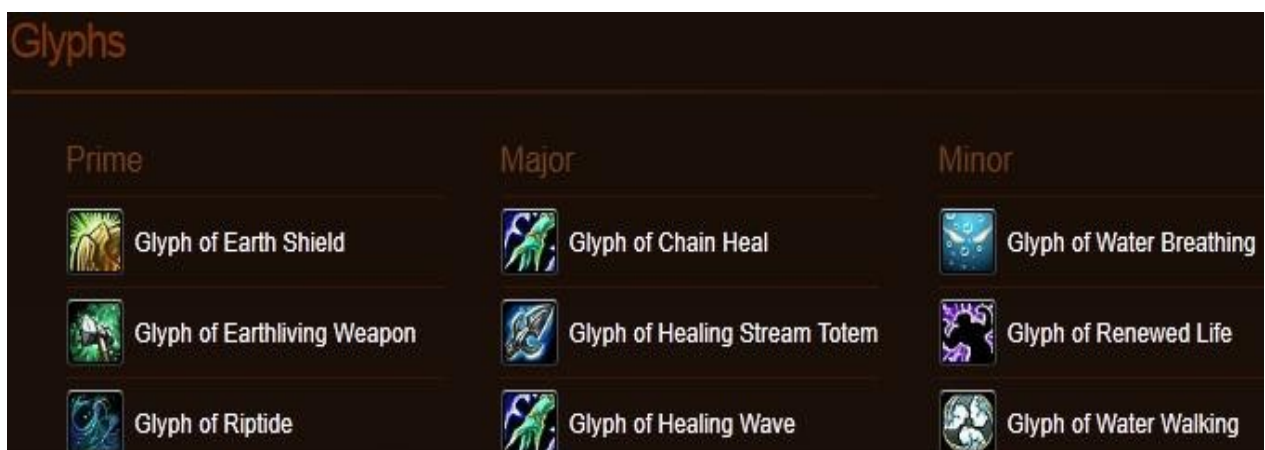 Glyphs
Prime
Glyph of Earth Shield
Glyph of Earthliving Weapon
Glyph of Riptide
Major
Glyph of Chain Heal
Glyph of Healing Stream Totem
Glyph of Healing Wave
Minor
Glyph of Water Breathing
Glyph of Renewed Life
Glyph of Water Walking